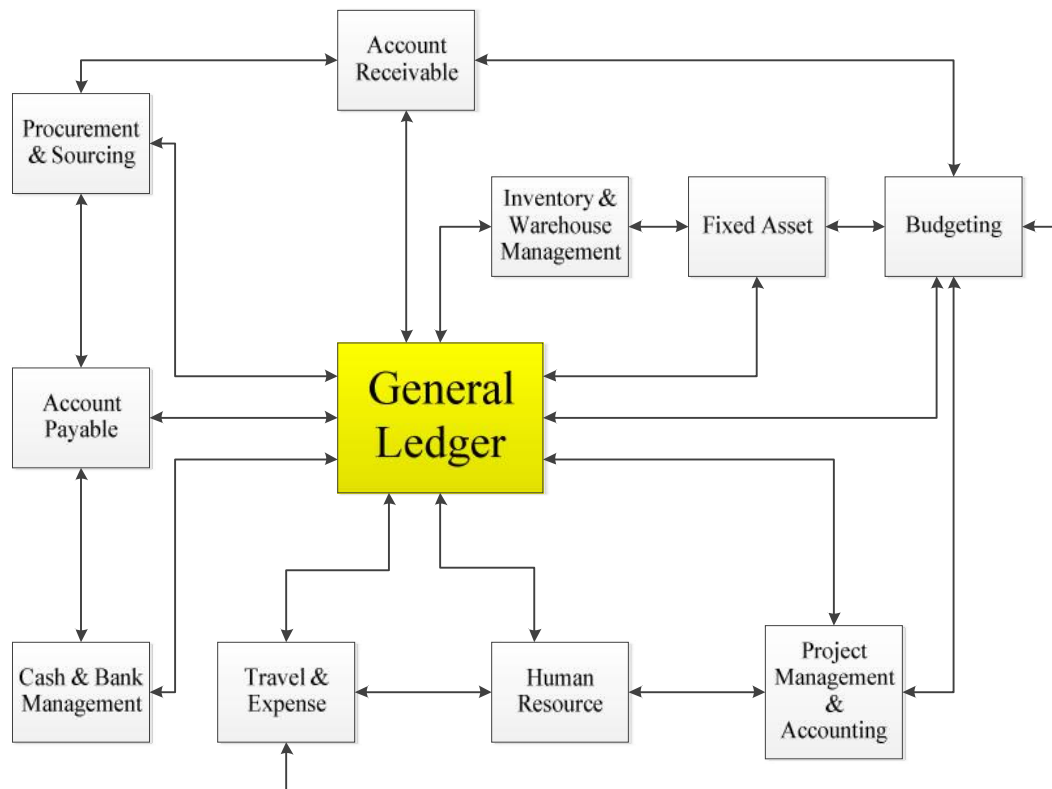 Account
Receivable
Procurement
& Sourcing
Inventory &
Warehouse
Management
Fixed Asset
Budgeting
General
Ledger
Account
Payable
Cash & Bank
Management
Travel &
Expense
Human
Resource
Project
Management
&
Accounting